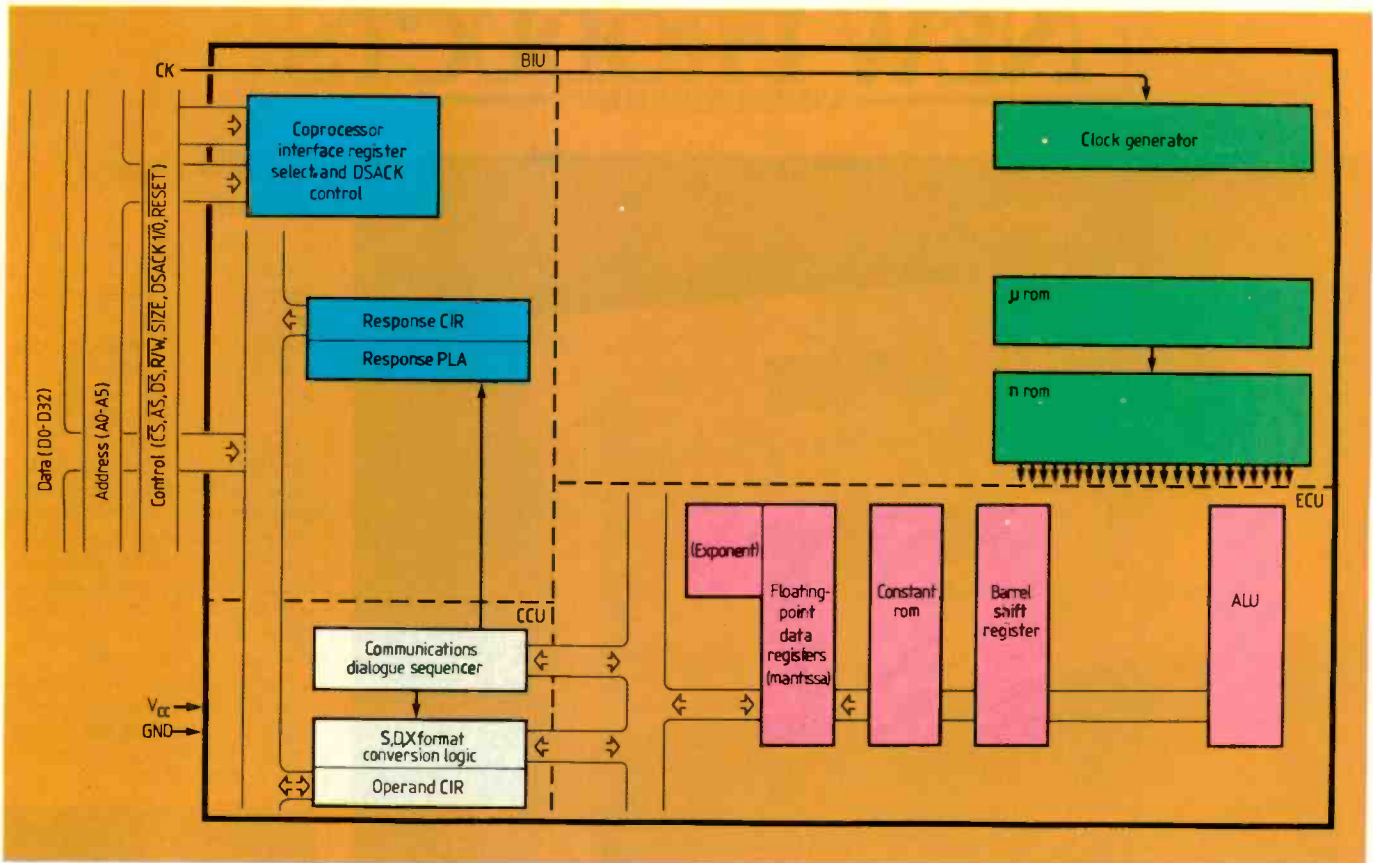 BIU
CK
Coprocessor
interface register
select and DSACK
control
Clock generator
Response CIR
Response PLA
μ rom
n rom
Data (D0-D32)
Address (A0-A5)
Control (CS, AS, DS, R/W, SIZE, DSACK 1/0, RESET)
ECU
(Exponent)
Floating-
point
data
registers
(mantissa)
Constant
rom
Barrel
shift
register
ALU
CCU
Communications
dialogue sequencer
VCC
GND
S,D,X format
conversion logic
Operand CIR